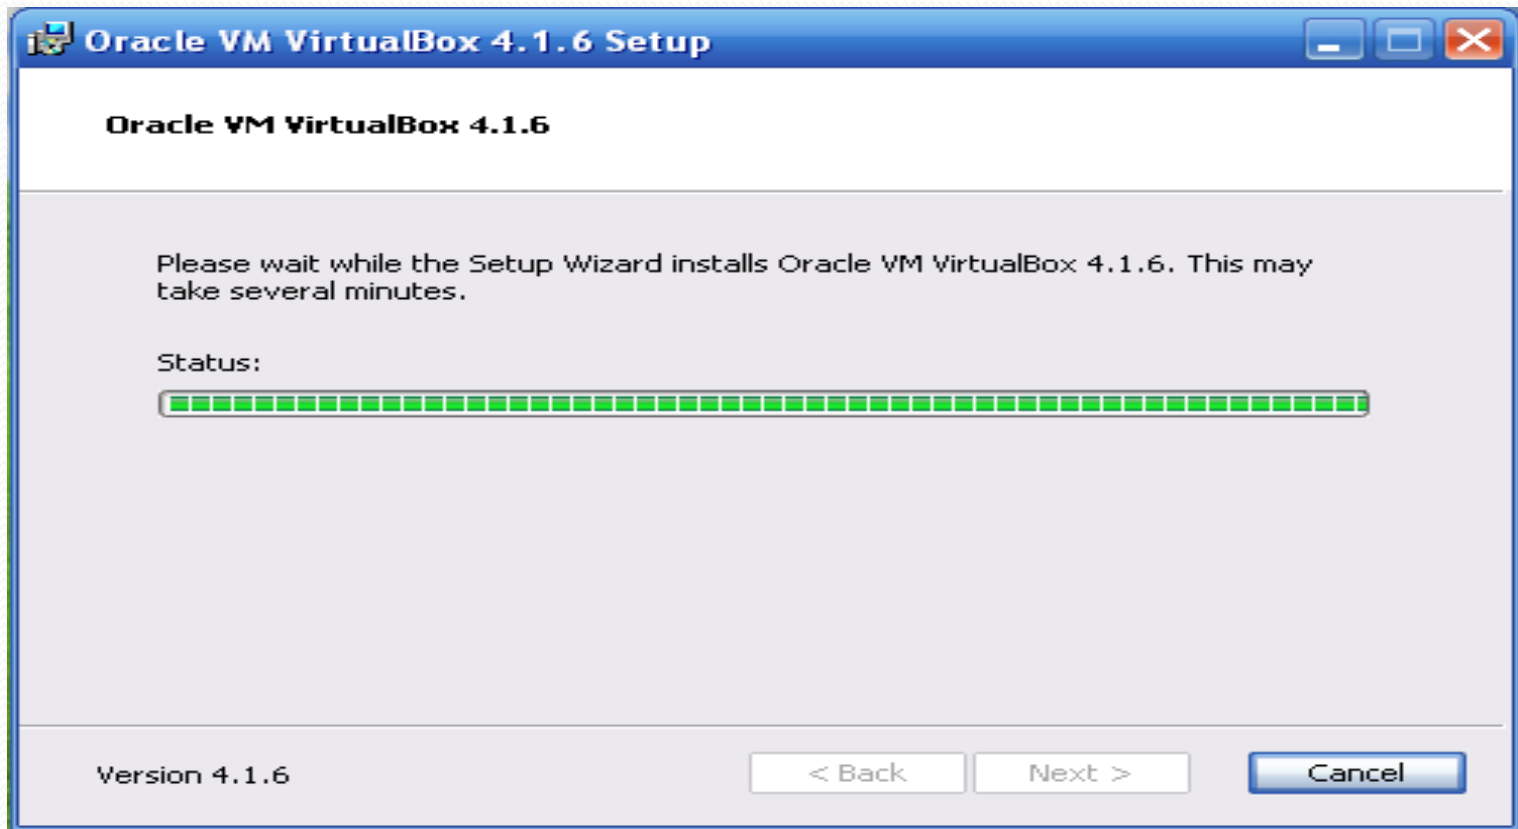 Oracle VM VirtualBox 4.1.6 Setup
Oracle VM VirtualBox 4.1.6
Please wait while the Setup Wizard installs Oracle VM VirtualBox 4.1.6. This may
take several minutes.
Status:
Version 4.1.6
< Back
Next >
Cancel